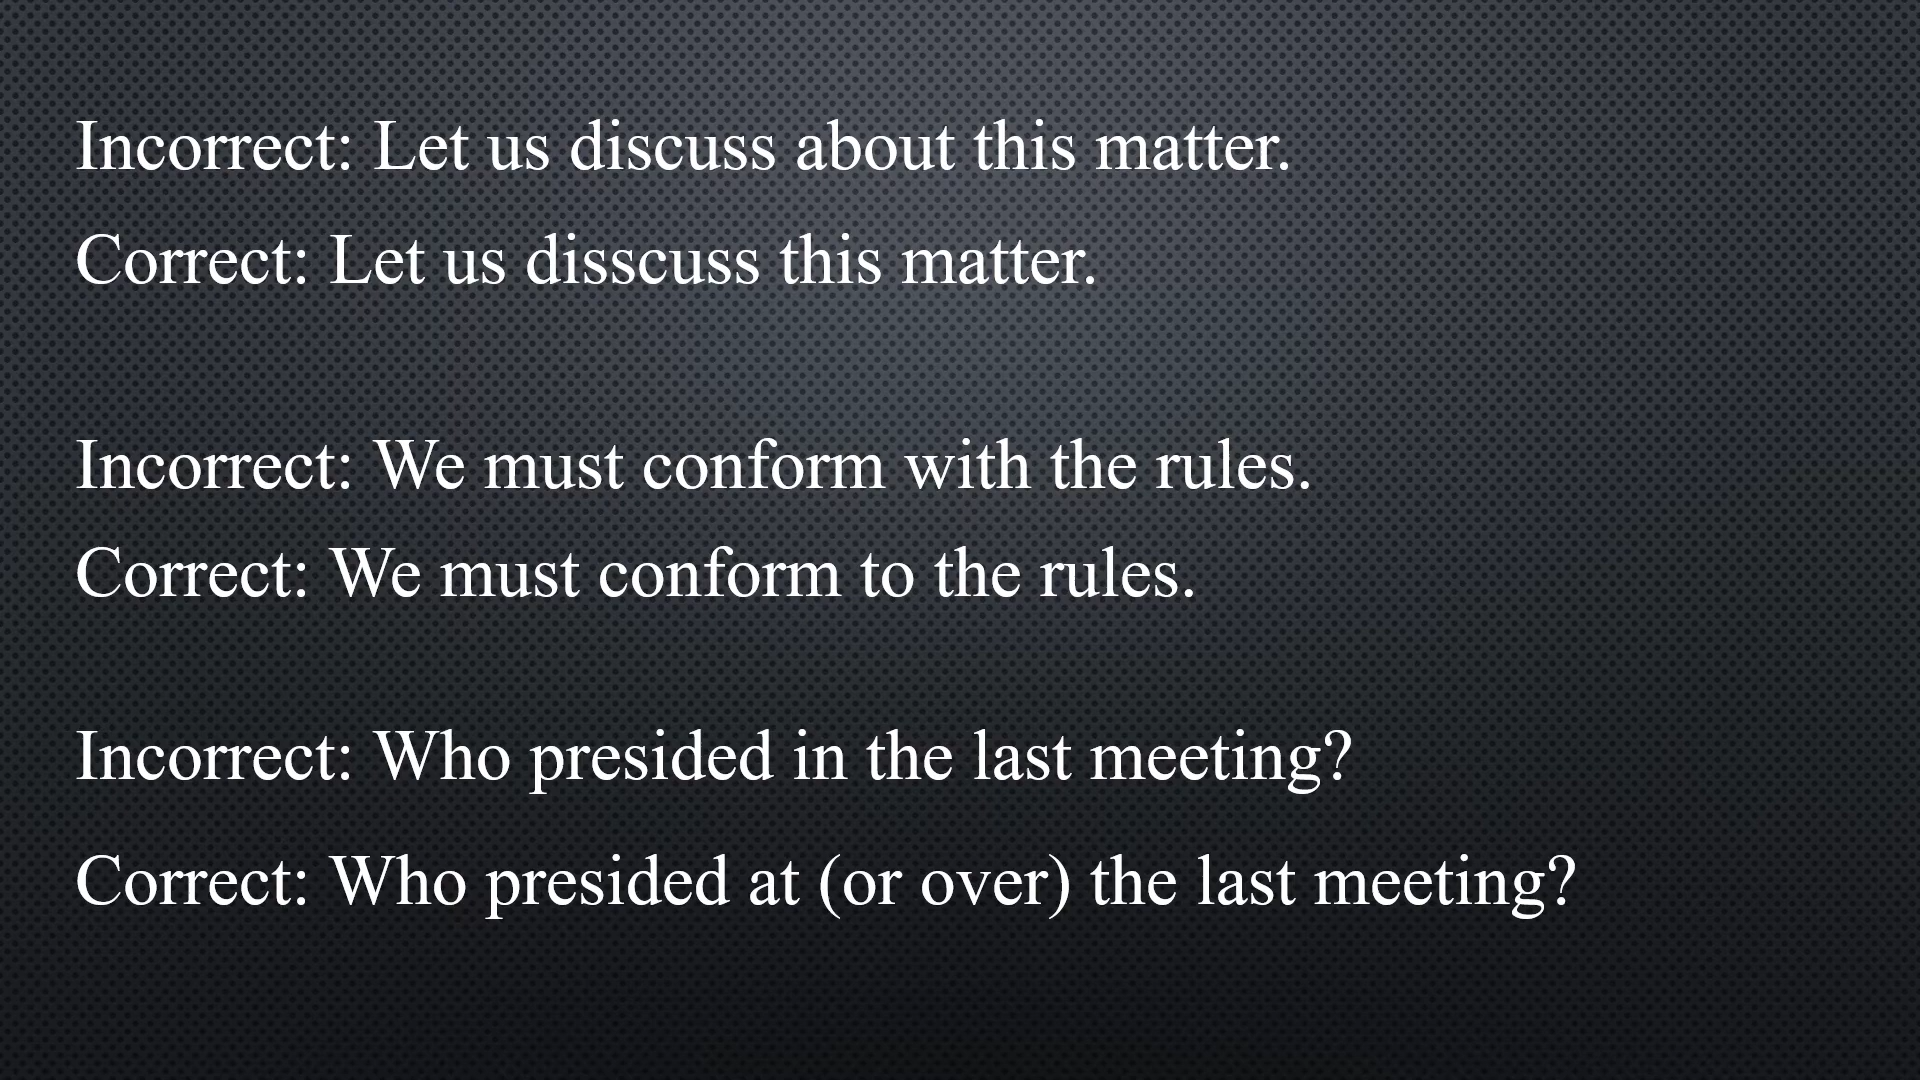 Incorrect: Let us discuss about this matter.
Correct: Let us disscuss this matter.
Incorrect: We must conform with the rules.
Correct: We must conform to the rules.
Incorrect: Who presided in the last meeting?
Correct: Who presided at (or over) the last meeting?